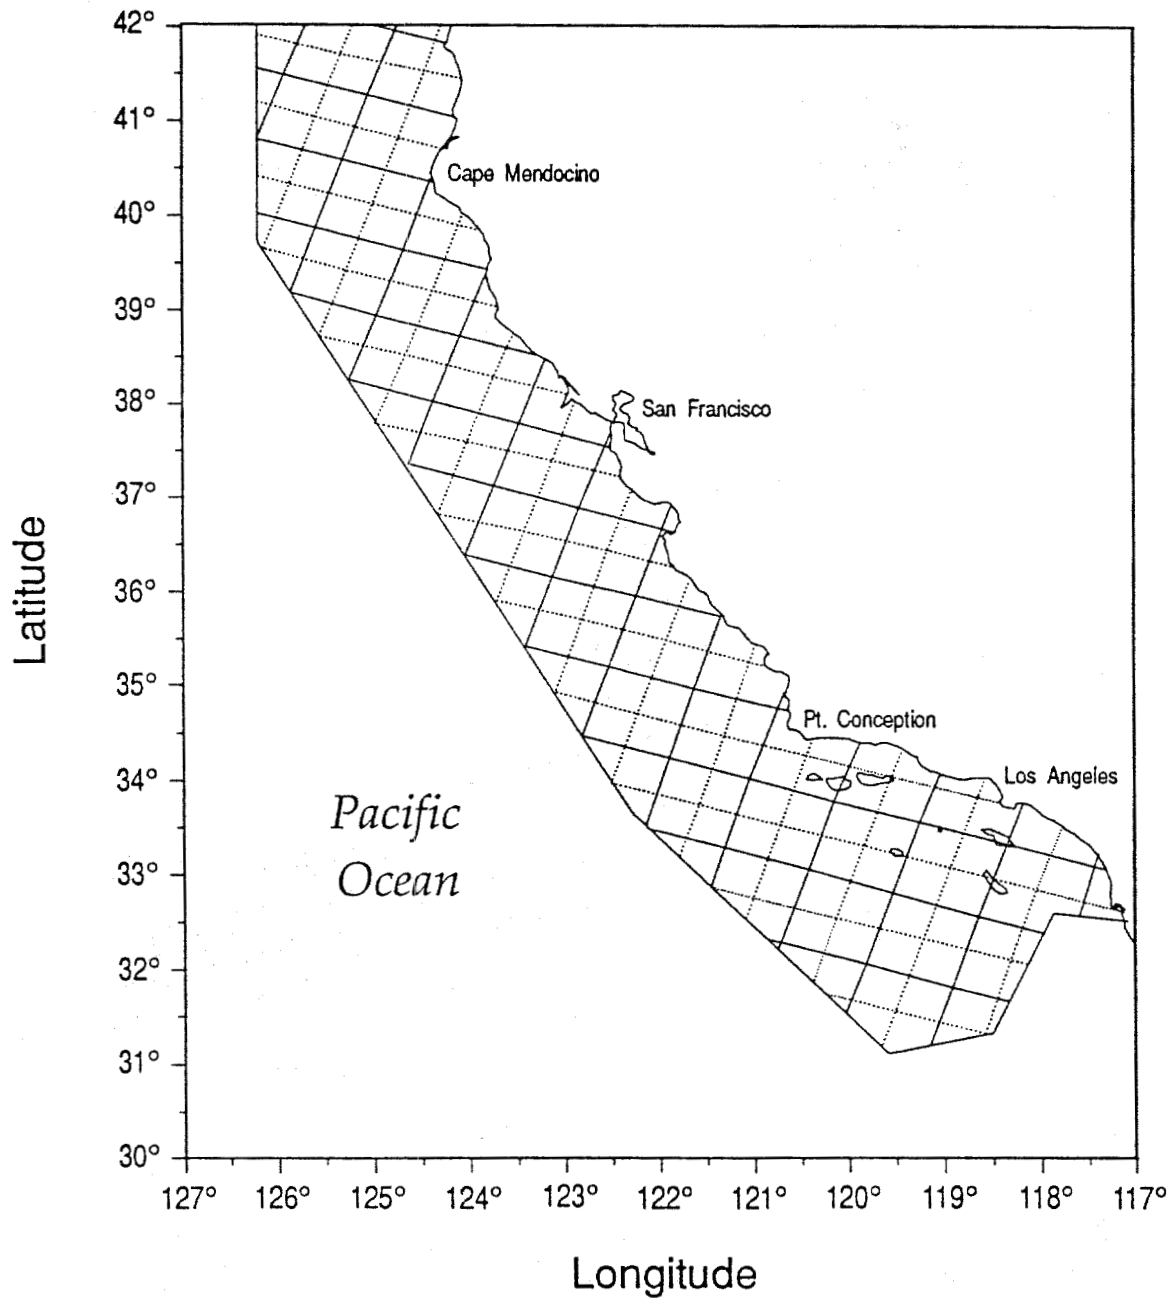 42°
41°
Cape Mendocino
40°
39°
38°
San Francisco
37°
36°
35°
Pt. Conception
34°
Los Angeles
Pacific
Ocean
33°
32°
31°
30°
127° 126° 125° 124° 123° 122° 121° 120° 119° 118° 117°
Latitude
Longitude